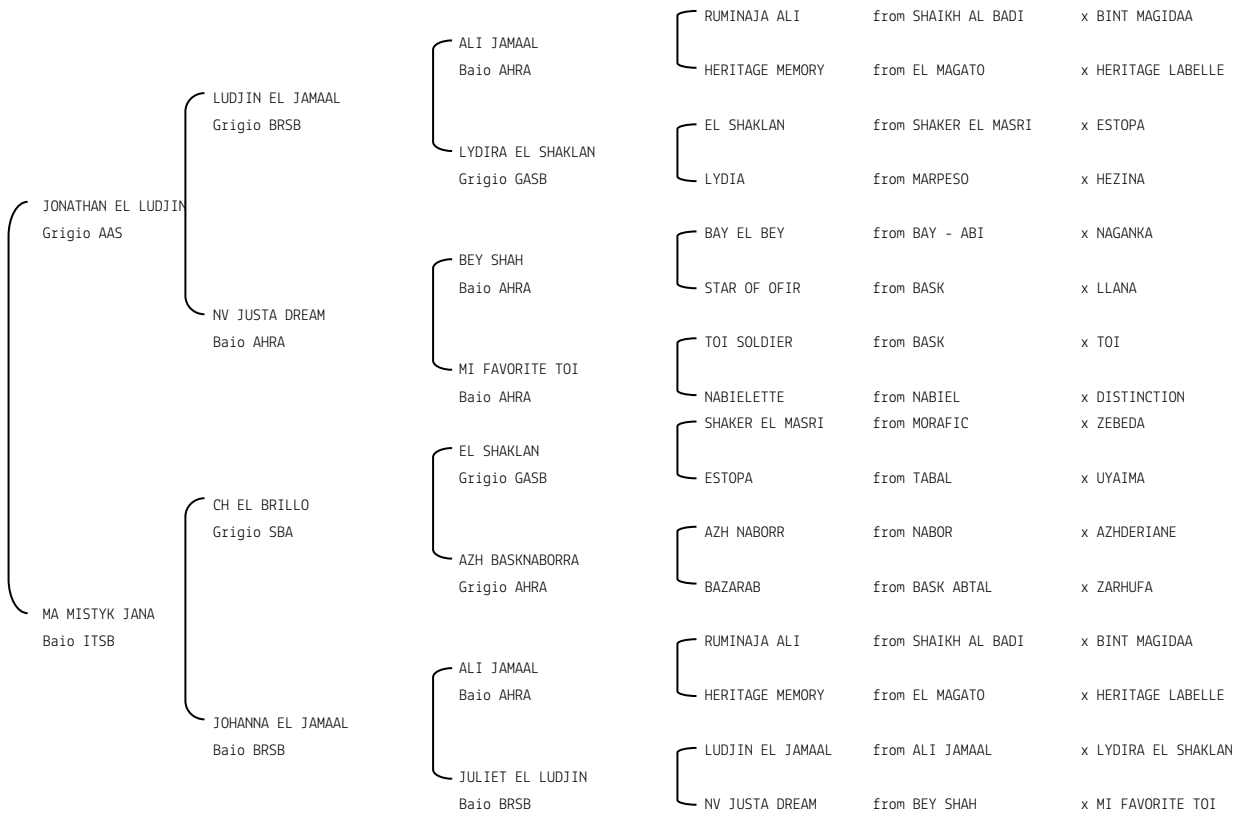 RUMINAJA ALI from SHAIKH AL BADI x BINT MAGIDAA
ALI JAMAAL
Baio AHRA
HERITAGE MEMORY from EL MAGATO x HERITAGE LABELLE
LUDJIN EL JAMAAL
Grigio BRSB
EL SHAKLAN from SHAKER EL MASRI x ESTOPA
LYDIRA EL SHAKLAN
Grigio GASB
LYDIA from MARPESO x HEZINA
JONATHAN EL LUDJIN
Grigio AAS
BAY EL BEY from BAY - ABI x NAGANKA
BEY SHAH
Baio AHRA
STAR OF OFIR from BASK x LLANA
NV JUSTA DREAM
Baio AHRA
TOI SOLDIER from BASK x TOI
MI FAVORITE TOI
Baio AHRA
NABIELETTE from NABIEL x DISTINCTION
SHAKER EL MASRI from MORAFIC x ZEBEDA
EL SHAKLAN
Grigio GASB
ESTOPA from TABAL x UYAIMA
CH EL BRILLO
Grigio SBA
AZH NABORR from NABOR x AZHDERIANE
AZH BASKNABORRA
Grigio AHRA
BAZARAB from BASK ABTAL x ZARHUFA
MA MISTYK JANA
Baio ITSB
RUMINAJA ALI from SHAIKH AL BADI x BINT MAGIDAA
ALI JAMAAL
Baio AHRA
HERITAGE MEMORY from EL MAGATO x HERITAGE LABELLE
JOHANNA EL JAMAAL
Baio BRSB
LUDJIN EL JAMAAL from ALI JAMAAL x LYDIRA EL SHAKLAN
JULIET EL LUDJIN
Baio BRSB
NV JUSTA DREAM from BEY SHAH x MI FAVORITE TOI